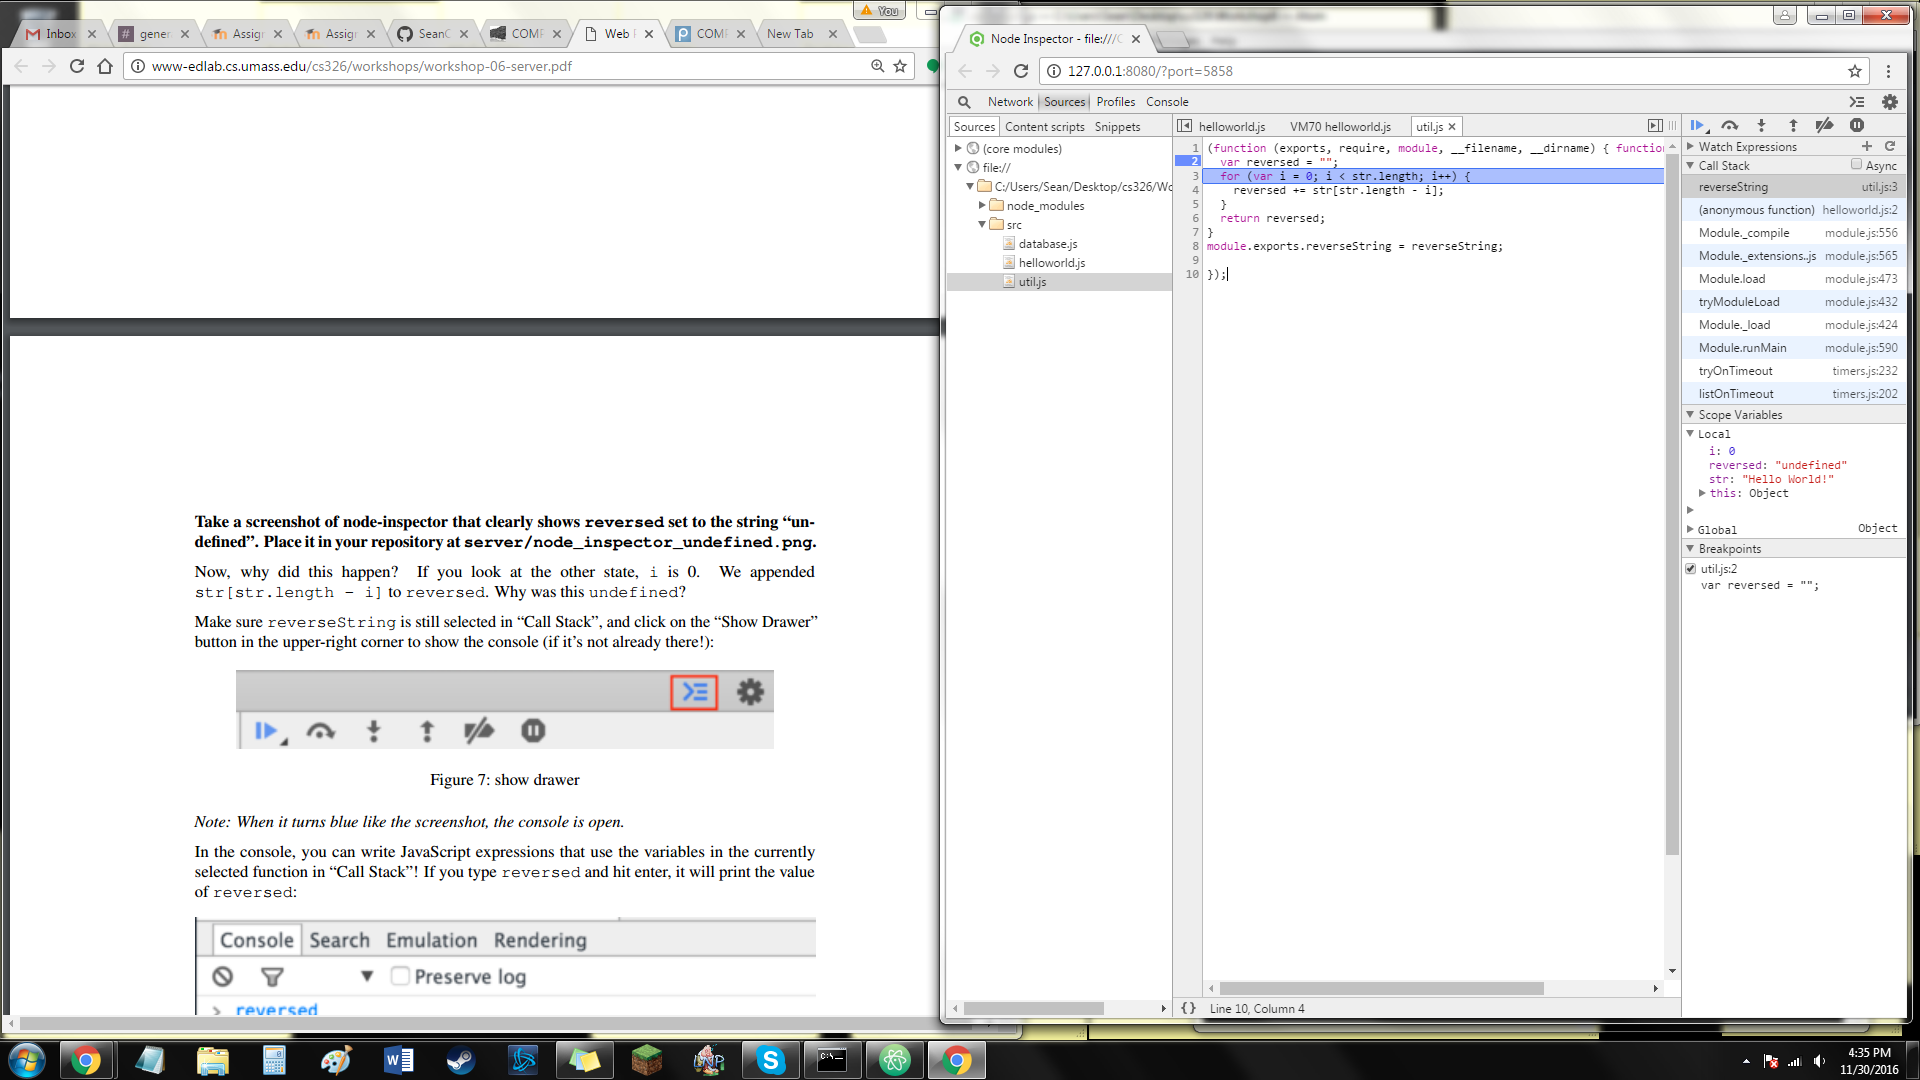 You
Inbox
gener
Assign
Assign
SeanC
COMP
Web P
COMP
New Tab
www-edlab.cs.umass.edu/cs326/workshops/workshop-06-server.pdf
Take a screenshot of node-inspector that clearly shows reversed set to the string “un-
defined”. Place it in your repository at server/node_inspector_undefined.png.
Now, why did this happen? If you look at the other state, i is 0. We appended
str[str.length - i] to reversed. Why was this undefined?
Make sure reverseString is still selected in “Call Stack”, and click on the “Show Drawer”
button in the upper-right corner to show the console (if it’s not already there!):
Figure 7: show drawer
Note: When it turns blue like the screenshot, the console is open.
In the console, you can write JavaScript expressions that use the variables in the currently
selected function in “Call Stack”! If you type reversed and hit enter, it will print the value
of reversed:
Console Search Emulation Rendering
Preserve log
> reversed
Node Inspector - file:///C
127.0.0.1:8080/?port=5858
Network Sources Profiles Console
Sources Content scripts Snippets
(core modules)
file://
C:/Users/Sean/Desktop/cs326/Wo
node_modules
src
database.js
helloworld.js
util.js
helloworld.js VM70 helloworld.js util.js ×
1 (function (exports, require, module, __filename, __dirname) { function
2 var reversed = "";
3 for (var i = 0; i < str.length; i++) {
4 reversed += str[str.length - i];
5 }
6 return reversed;
7 }
8 module.exports.reverseString = reverseString;
9
10 });
{} Line 10, Column 4
Watch Expressions
Call Stack Async
reverseString util.js:3
(anonymous function) helloworld.js:2
Module._compile module.js:556
Module._extensions..js module.js:565
Module.load module.js:473
tryModuleLoad module.js:432
Module._load module.js:424
Module.runMain module.js:590
tryOnTimeout timers.js:232
listOnTimeout timers.js:202
Scope Variables
Local
i: 0
reversed: "undefined"
str: "Hello World!"
this: Object
Global Object
Breakpoints
util.js:2
var reversed = "";
4:35 PM
11/30/2016